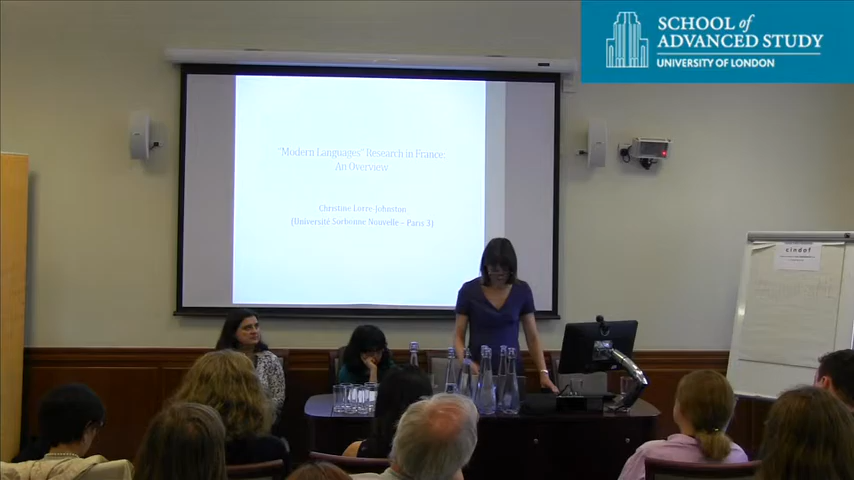 SCHOOL of
ADVANCED STUDY
UNIVERSITY OF LONDON
"Modern Languages" Research in France:
An Overview
Christine Lorre-Johnston
(Université Sorbonne Nouvelle – Paris 3)